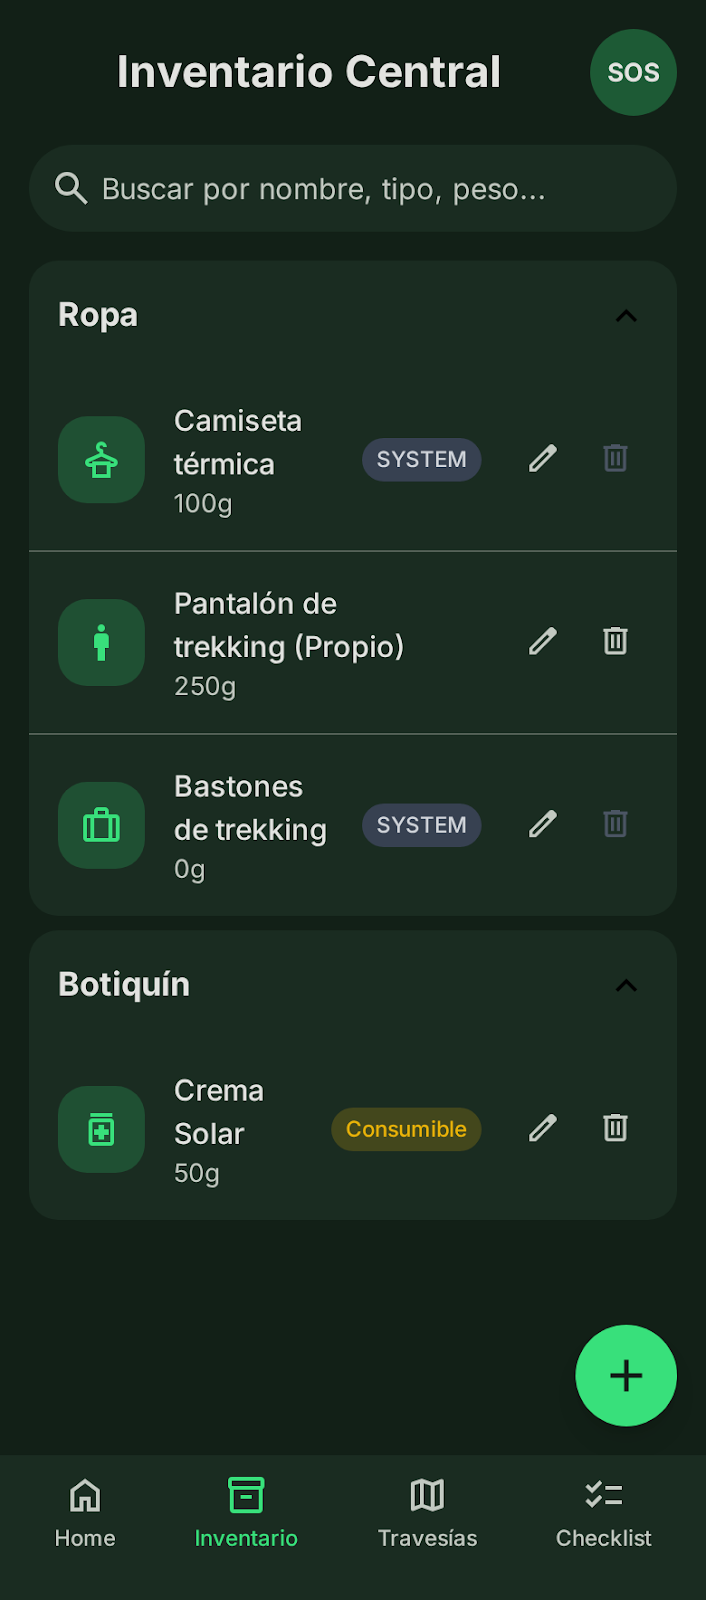 Inventario Central
SOS
Buscar por nombre, tipo, peso...
Ropa
Camiseta
térmica
100g
SYSTEM
Pantalón de
trekking (Propio)
250g
Bastones
de trekking
0g
SYSTEM
Botiquín
Crema
Solar
50g
Consumible
Home
Inventario
Travesías
Checklist